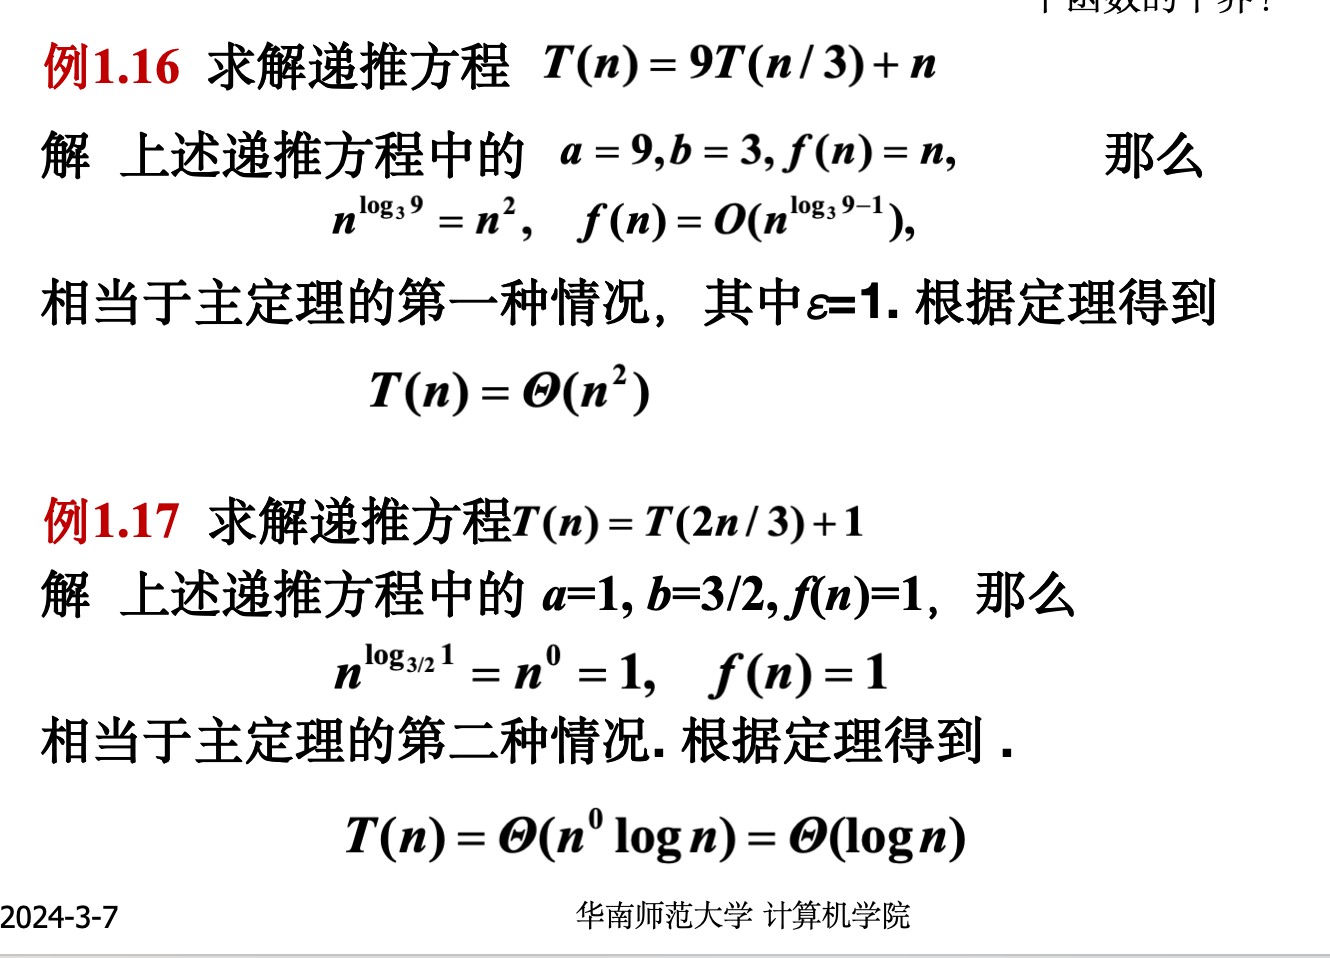 例1.16 求解递推方程 T(n) = 9T(n / 3) + n
解 上述递推方程中的 a = 9, b = 3, f(n) = n, 那么
n^{log_3 9} = n^2, f(n) = O(n^{log_3 9−1}),
相当于主定理的第一种情况，其中ε=1. 根据定理得到
T(n) = Θ(n^2)
例1.17 求解递推方程T(n) = T(2n / 3) + 1
解 上述递推方程中的 a=1, b=3/2, f(n)=1，那么
n^{log_{3/2} 1} = n^0 = 1, f(n) = 1
相当于主定理的第二种情况. 根据定理得到 .
T(n) = Θ(n^0 log n) = Θ(log n)
2024-3-7
华南师范大学 计算机学院